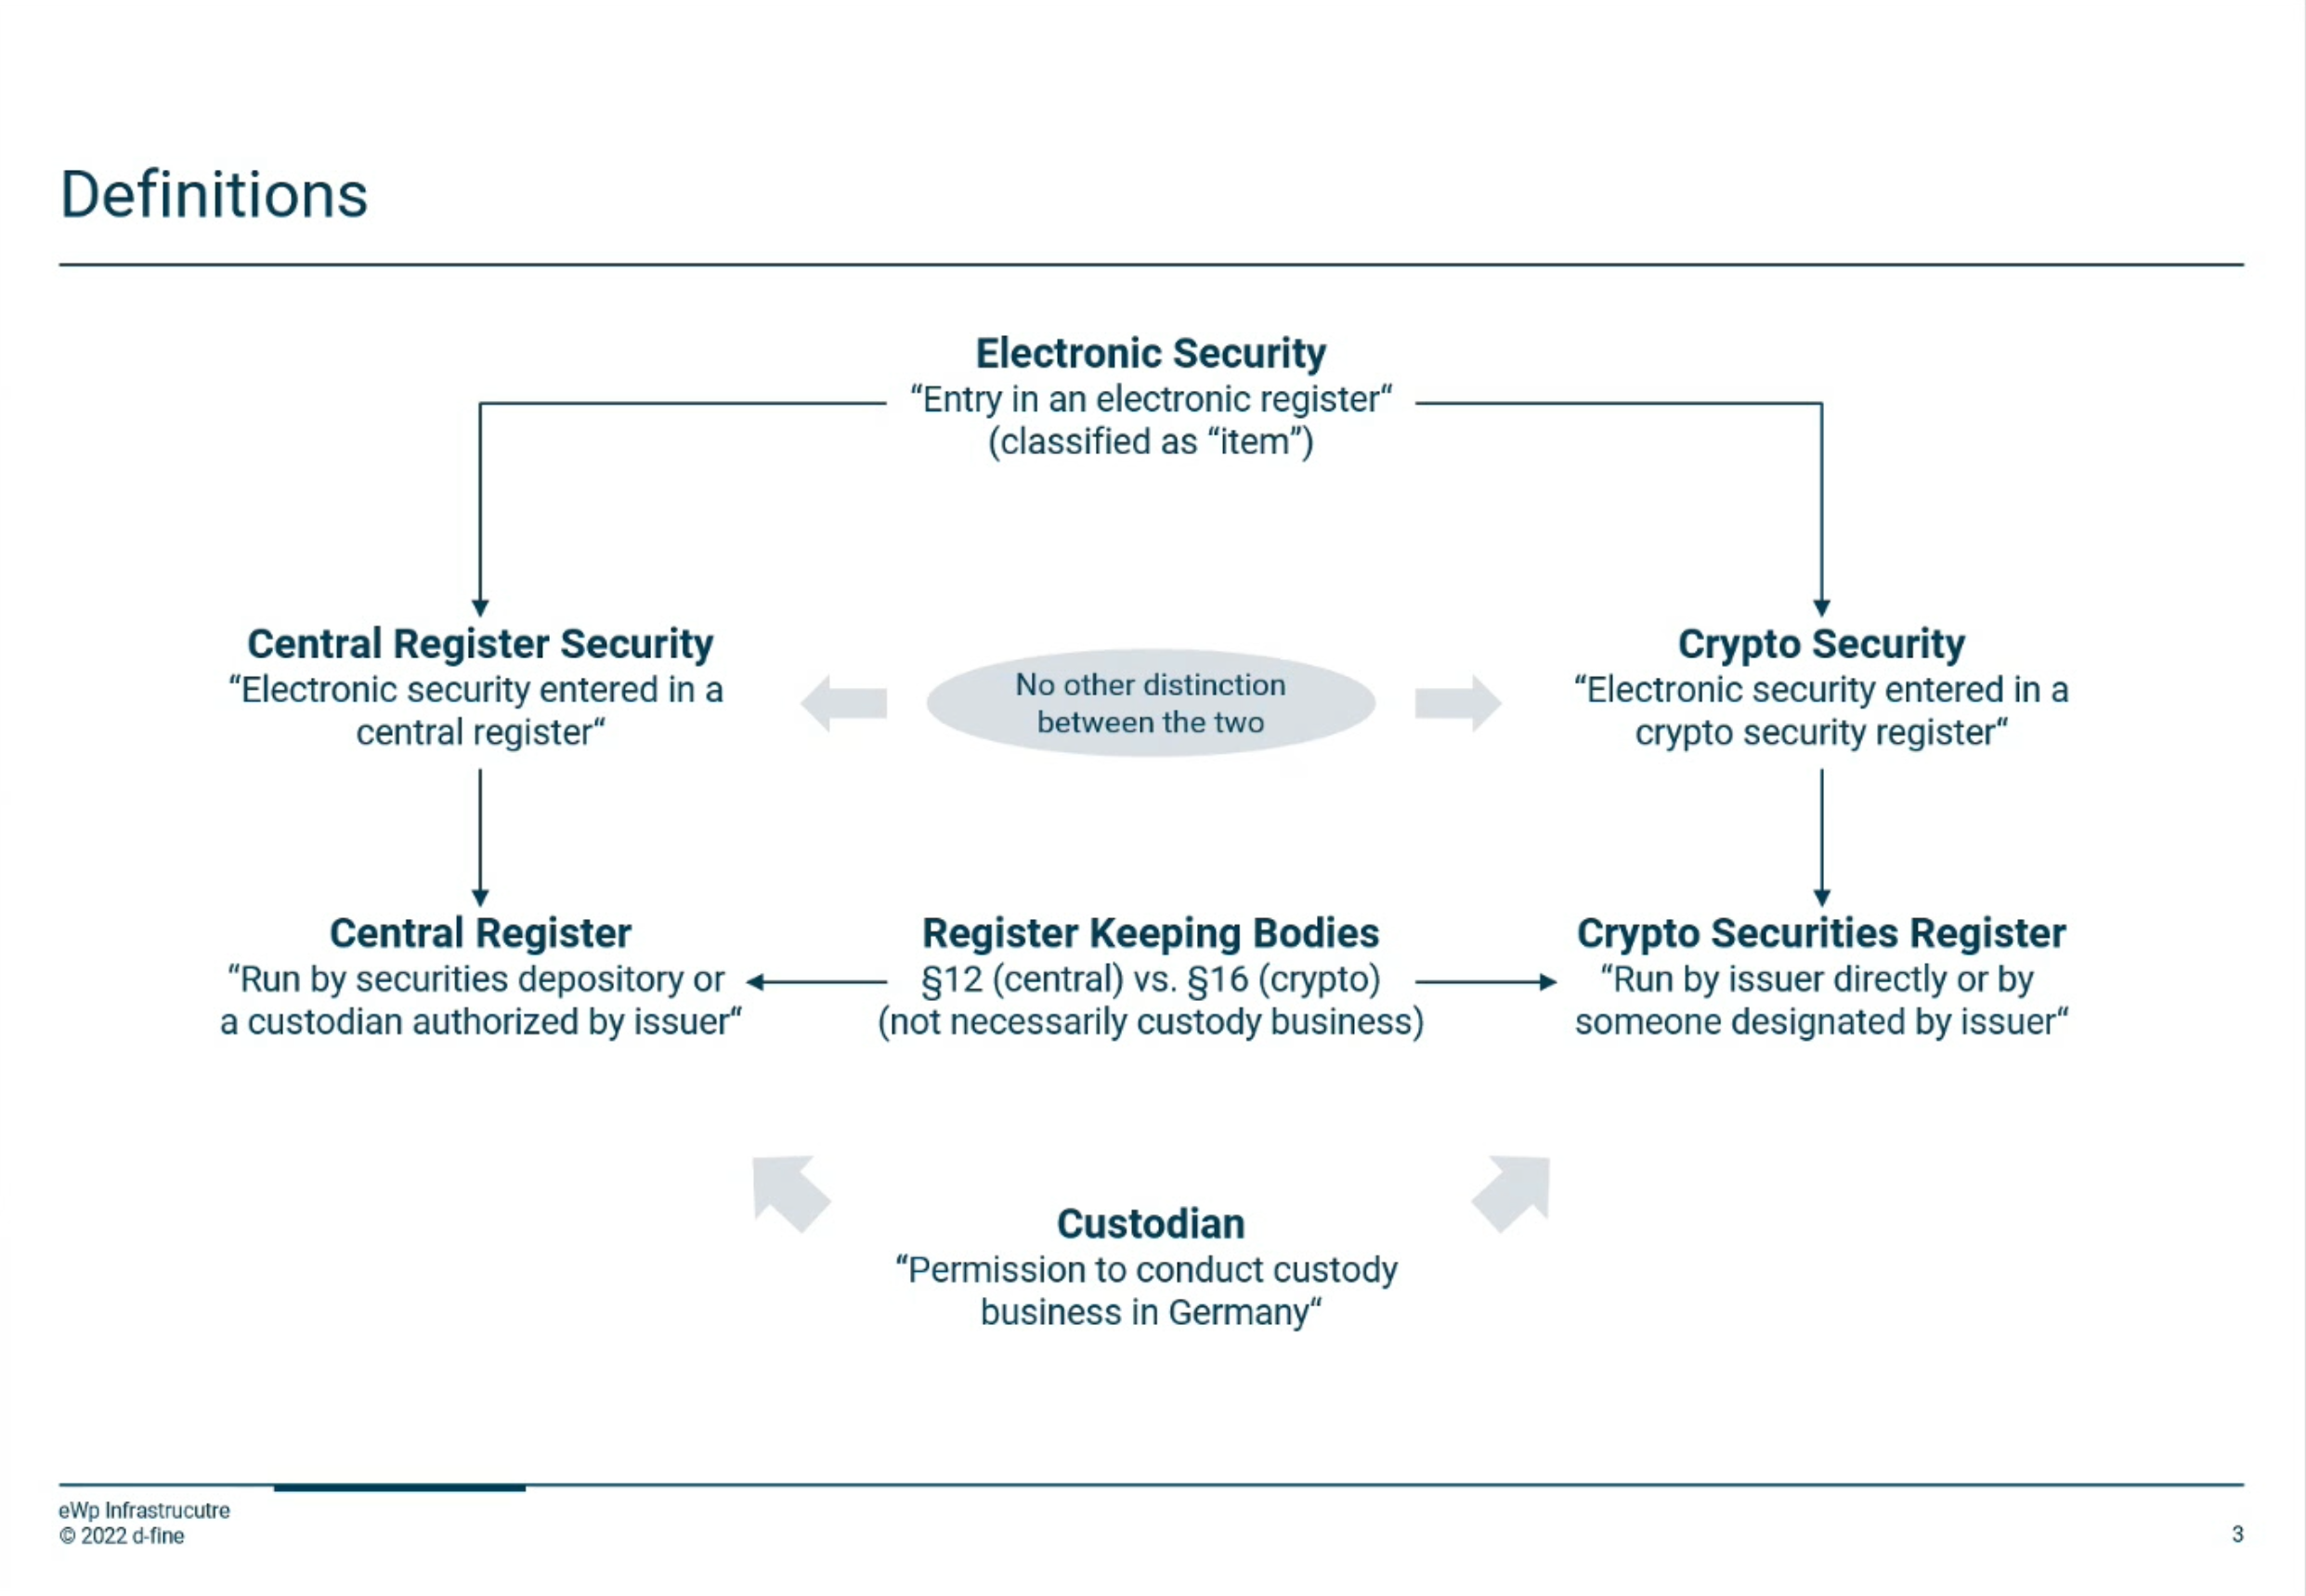 Definitions
Electronic Security
“Entry in an electronic register“
(classified as “item”)
Central Register Security
“Electronic security entered in a
central register“
No other distinction
between the two
Crypto Security
“Electronic security entered in a
crypto security register“
Central Register
“Run by securities depository or
a custodian authorized by issuer“
Register Keeping Bodies
§12 (central) vs. §16 (crypto)
(not necessarily custody business)
Crypto Securities Register
“Run by issuer directly or by
someone designated by issuer“
Custodian
“Permission to conduct custody
business in Germany“
eWp Infrastrucutre
© 2022 d-fine
3